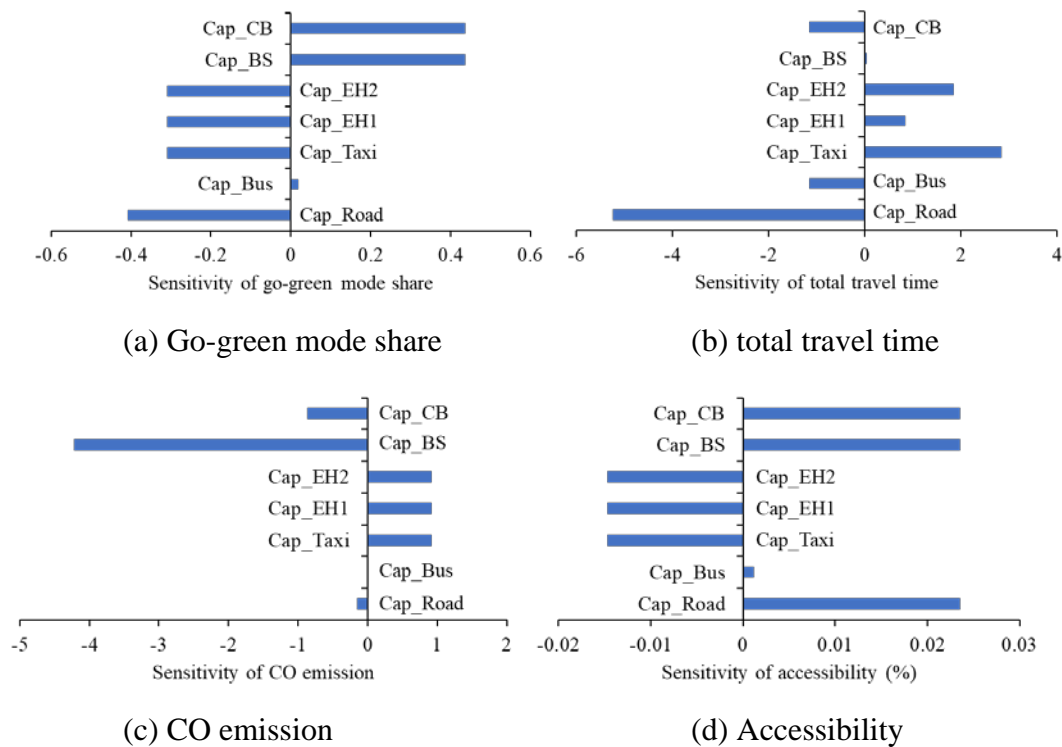 Cap_CB
Cap_BS
Cap_EH2
Cap_EH1
Cap_Taxi
Cap_Bus
Cap_Road
-0.6 -0.4 -0.2 0 0.2 0.4 0.6
Sensitivity of go-green mode share
(a) Go-green mode share
Cap_CB
Cap_BS
Cap_EH2
Cap_EH1
Cap_Taxi
Cap_Bus
Cap_Road
-6 -4 -2 0 2 4
Sensitivity of total travel time
(b) total travel time
Cap_CB
Cap_BS
Cap_EH2
Cap_EH1
Cap_Taxi
Cap_Bus
Cap_Road
-5 -4 -3 -2 -1 0 1 2
Sensitivity of CO emission
(c) CO emission
Cap_CB
Cap_BS
Cap_EH2
Cap_EH1
Cap_Taxi
Cap_Bus
Cap_Road
-0.02 -0.01 0 0.01 0.02 0.03
Sensitivity of accessibility (%)
(d) Accessibility